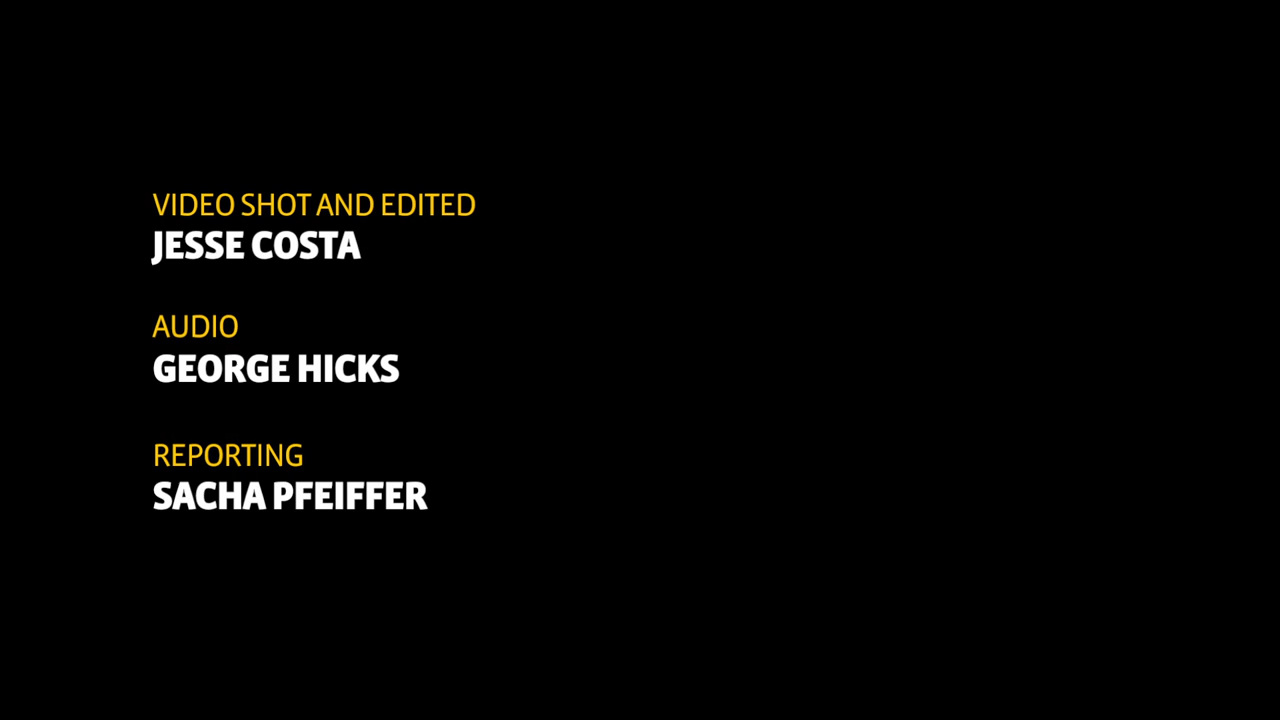 VIDEO SHOT AND EDITED
JESSE COSTA
AUDIO
GEORGE HICKS
REPORTING
SACHA PFEIFFER